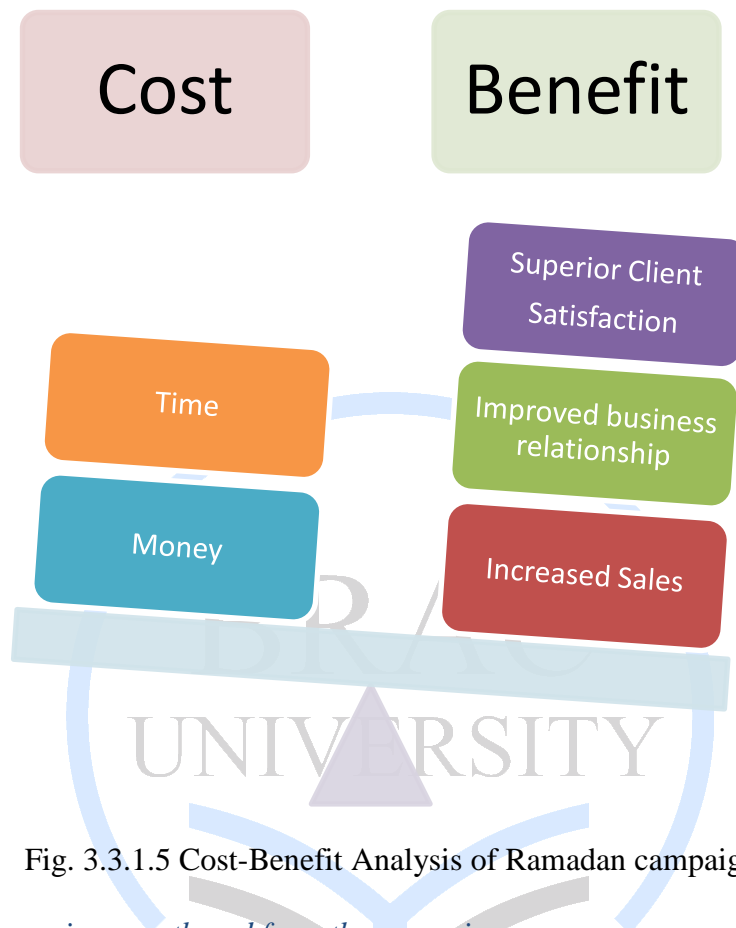 Cost
Benefit
Superior Client
Satisfaction
Time
Improved business
relationship
Money
Increased Sales
BRAC
UNIVERSITY
Fig. 3.3.1.5 Cost-Benefit Analysis of Ramadan campaig